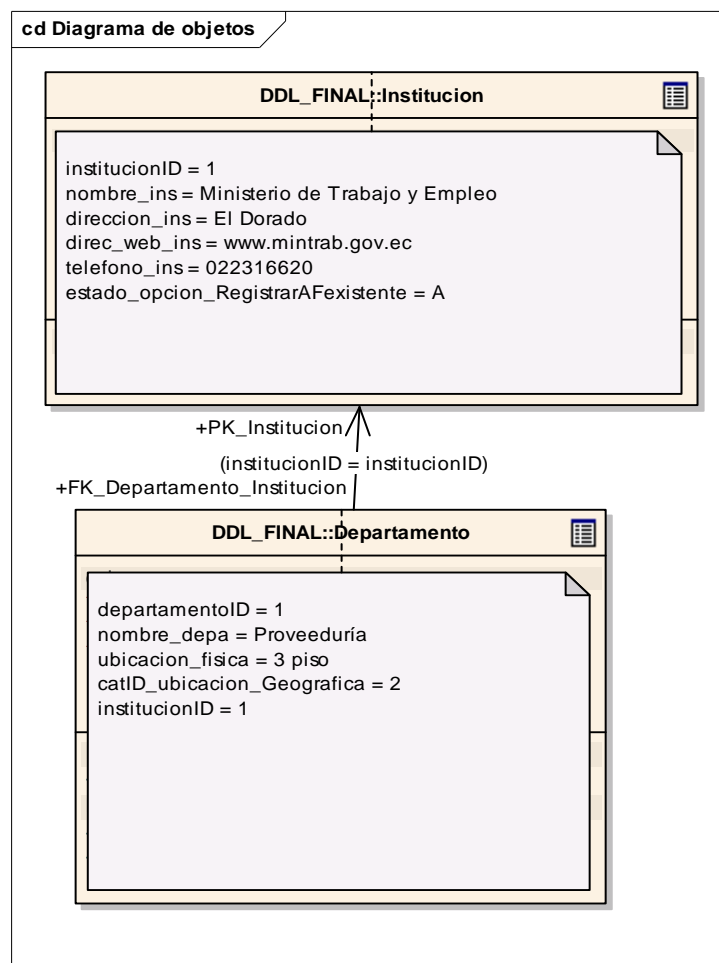 cd Diagrama de objetos
DDL_FINAL::Institucion
institucionID = 1
nombre_ins = Ministerio de Trabajo y Empleo
direccion_ins = El Dorado
direc_web_ins = www.mintrab.gov.ec
telefono_ins = 022316620
estado_opcion_RegistrarAFexistente = A
+PK_Institucion
(institucionID = institucionID)
+FK_Departamento_Institucion
DDL_FINAL::Departamento
departamentoID = 1
nombre_depa = Proveeduría
ubicacion_fisica = 3 piso
catID_ubicacion_Geografica = 2
institucionID = 1